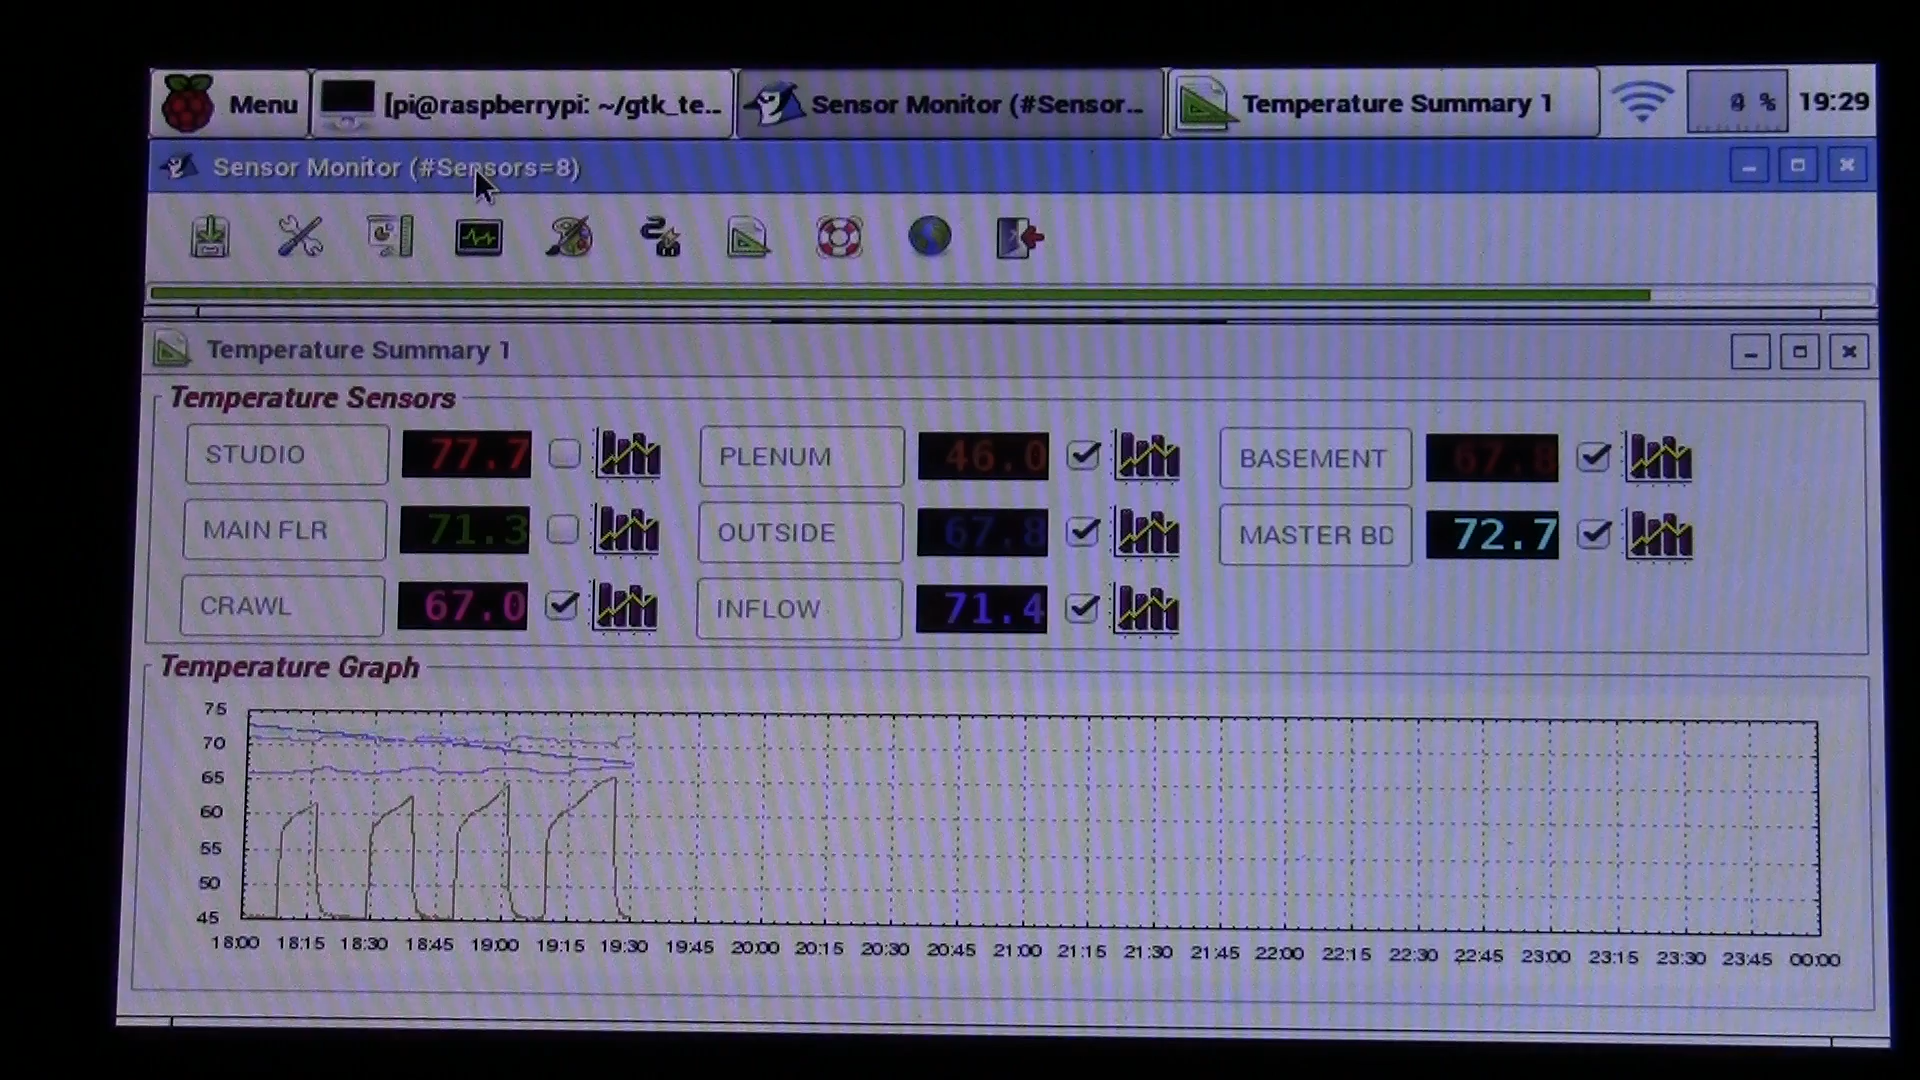 Menu
[pi@raspberrypi: ~/gtk_te...
Sensor Monitor (#Sensor...
Temperature Summary 1
%
19:29
Sensor Monitor (#Sensors=8)
Temperature Summary 1
Temperature Sensors
STUDIO 77.7 PLENUM 46.0 BASEMENT 67.8
MAIN FLR 71.3 OUTSIDE 67.8 MASTER BD 72.7
CRAWL 67.0 INFLOW 71.4
Temperature Graph
75
70
65
60
55
50
45
18:00 18:15 18:30 18:45 19:00 19:15 19:30 19:45 20:00 20:15 20:30 20:45 21:00 21:15 21:30 21:45 22:00 22:15 22:30 22:45 23:00 23:15 23:30 23:45 00:00